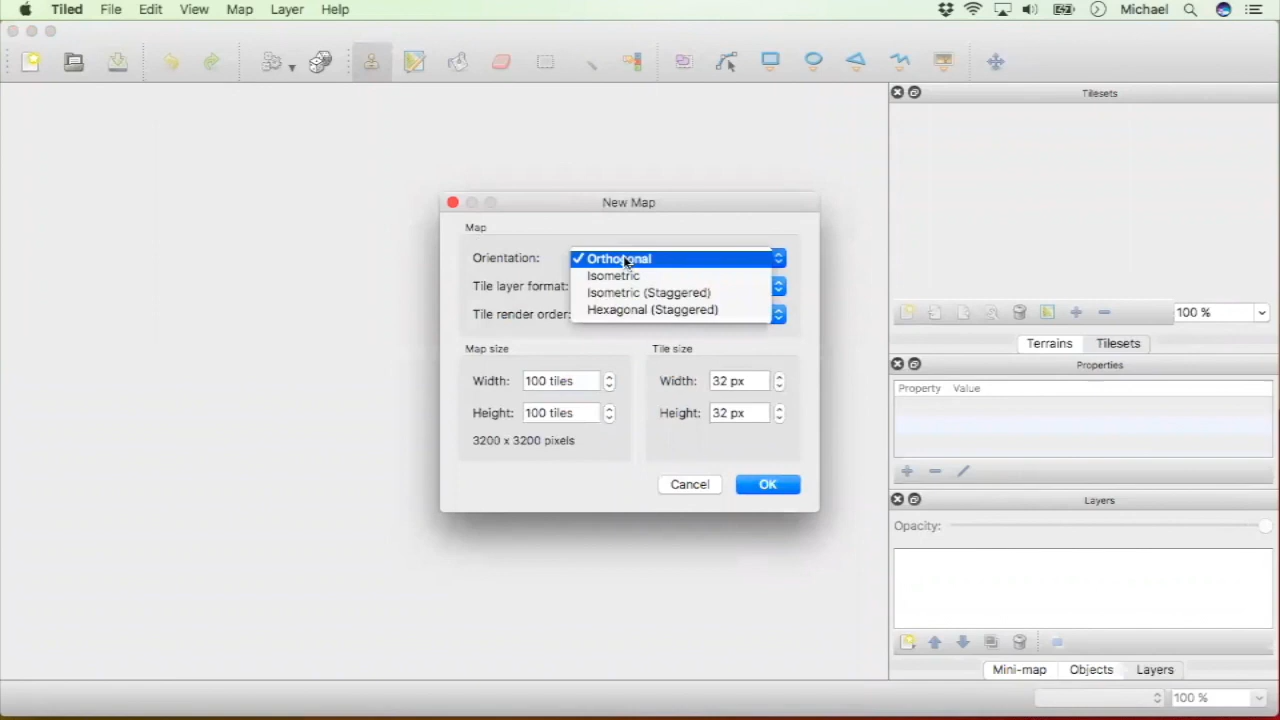 Tiled File Edit View Map Layer Help Michael
Tilesets
New Map
Map
Orientation: Orthogonal
Isometric
Tile layer format: Isometric (Staggered)
Hexagonal (Staggered)
Tile render order:
100 %
Terrains Tilesets
Map size Tile size
Properties
Width: 100 tiles Width: 32 px
Property Value
Height: 100 tiles Height: 32 px
3200 x 3200 pixels
Cancel OK
Layers
Opacity:
Mini-map Objects Layers
100 %